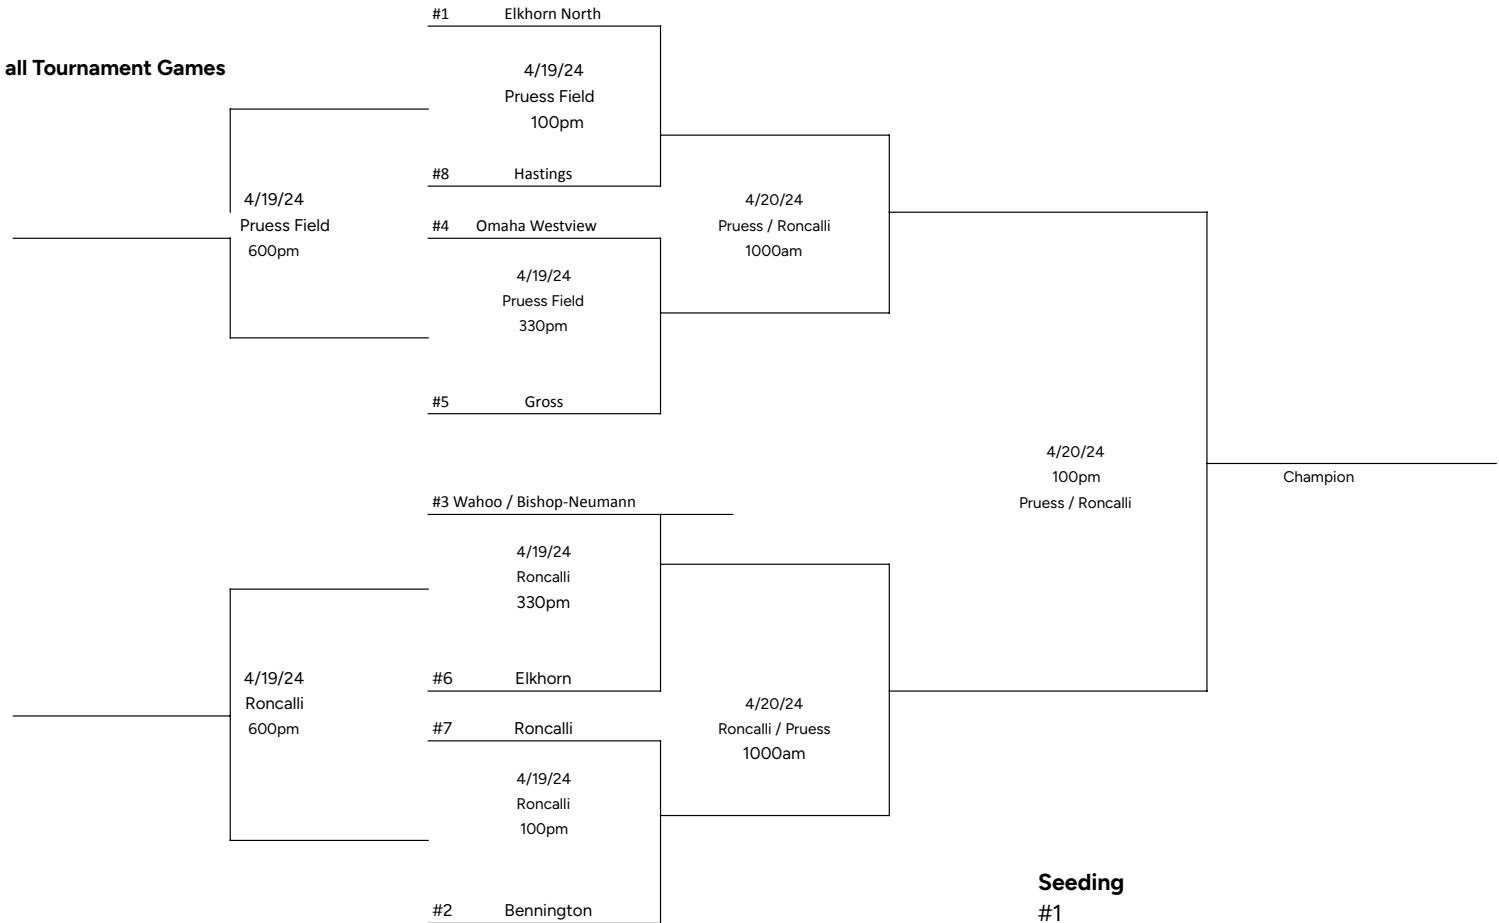 #1 Elkhorn North
all Tournament Games
4/19/24
Pruess Field
100pm
#8 Hastings
4/19/24
Pruess Field
600pm
#4 Omaha Westview
4/20/24
Pruess / Roncalli
1000am
4/19/24
Pruess Field
330pm
#5 Gross
4/20/24
100pm
Pruess / Roncalli
Champion
#3 Wahoo / Bishop-Neumann
4/19/24
Roncalli
330pm
#6 Elkhorn
4/19/24
Roncalli
600pm
#7 Roncalli
4/20/24
Roncalli / Pruess
1000am
4/19/24
Roncalli
100pm
#2 Bennington
Seeding
#1